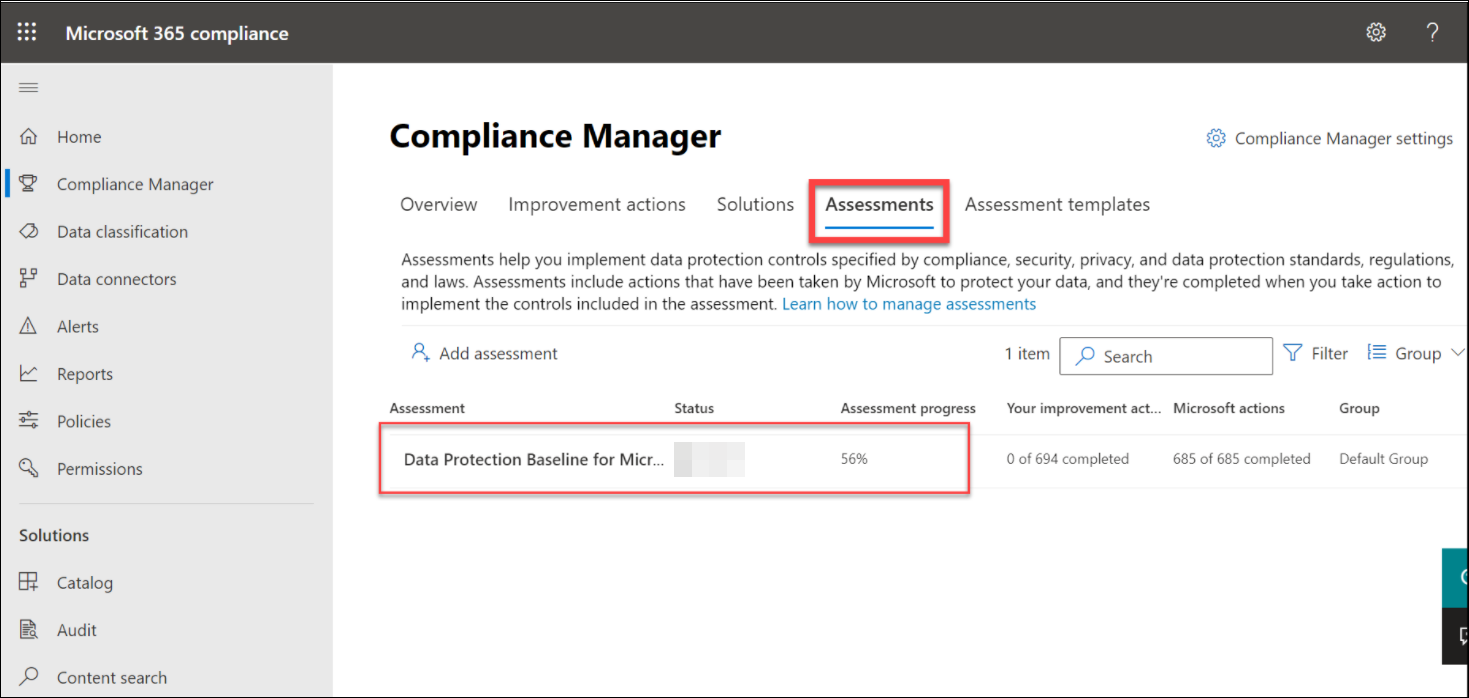 Microsoft 365 compliance
?
Home
Compliance Manager
Data classification
Data connectors
Alerts
Reports
Policies
Permissions
Solutions
Catalog
Audit
Content search
Compliance Manager
Compliance Manager settings
Overview Improvement actions Solutions Assessments Assessment templates
Assessments help you implement data protection controls specified by compliance, security, privacy, and data protection standards, regulations,
and laws. Assessments include actions that have been taken by Microsoft to protect your data, and they're completed when you take action to
implement the controls included in the assessment. Learn how to manage assessments
Add assessment 1 item Search Filter Group
Assessment Status Assessment progress Your improvement act... Microsoft actions Group
Data Protection Baseline for Micr... 56% 0 of 694 completed 685 of 685 completed Default Group